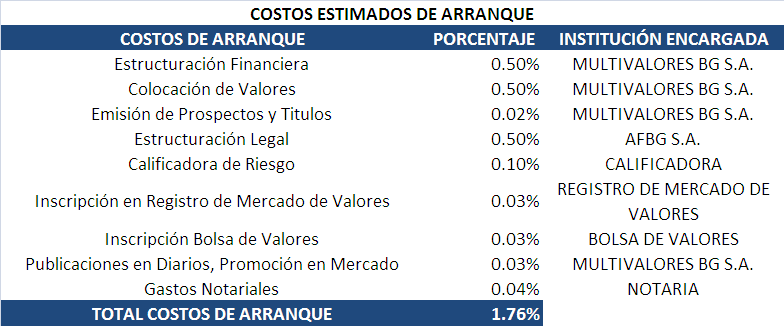 COSTOS ESTIMADOS DE ARRANQUE
COSTOS DE ARRANQUE PORCENTAJE INSTITUCIÓN ENCARGADA
Estructuración Financiera 0.50% MULTIVALORES BG S.A.
Colocación de Valores 0.50% MULTIVALORES BG S.A.
Emisión de Prospectos y Titulos 0.02% MULTIVALORES BG S.A.
Estructuración Legal 0.50% AFBG S.A.
Calificadora de Riesgo 0.10% CALIFICADORA
Inscripción en Registro de Mercado de Valores 0.03% REGISTRO DE MERCADO DE
VALORES
Inscripción Bolsa de Valores 0.03% BOLSA DE VALORES
Publicaciones en Diarios, Promoción en Mercado 0.03% MULTIVALORES BG S.A.
Gastos Notariales 0.04% NOTARIA
TOTAL COSTOS DE ARRANQUE 1.76%